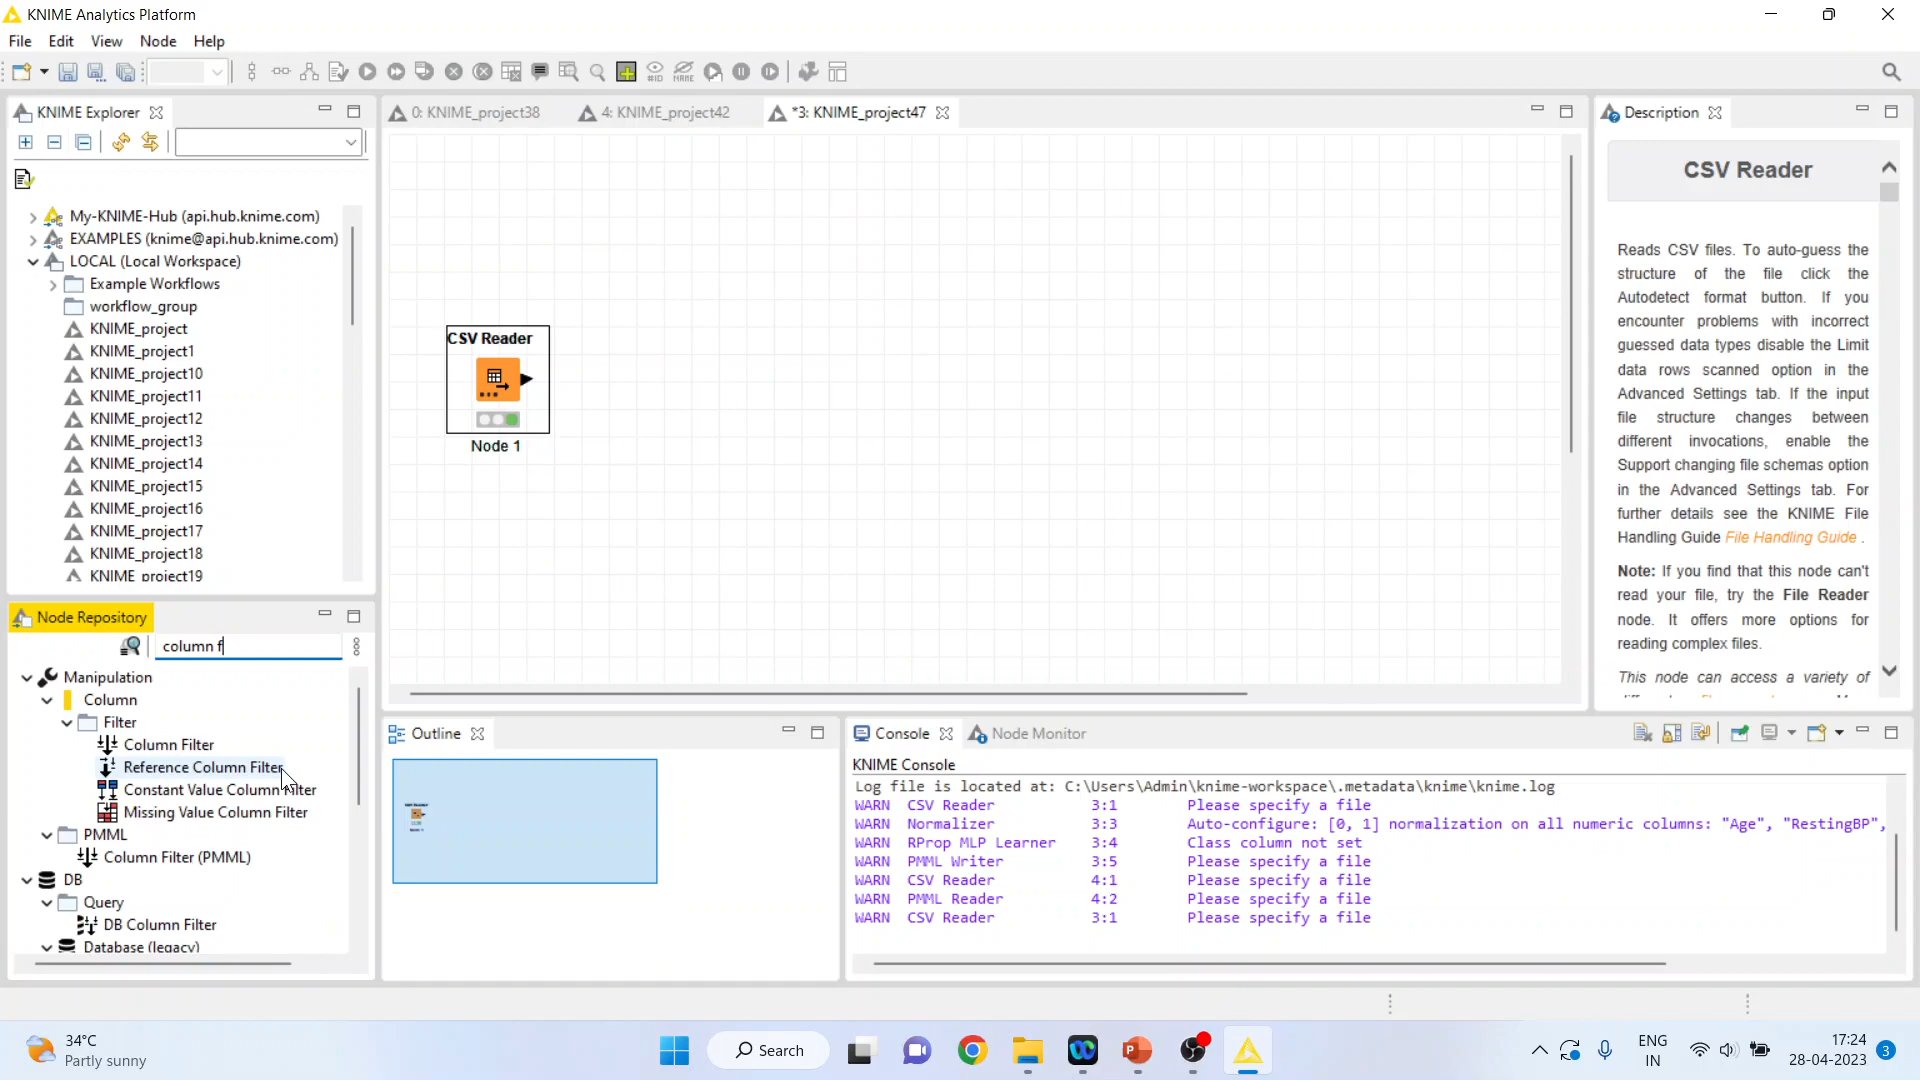 KNIME Analytics Platform
File Edit View Node Help
KNIME Explorer
My-KNIME-Hub (api.hub.knime.com)
EXAMPLES (knime@api.hub.knime.com)
LOCAL (Local Workspace)
Example Workflows
workflow_group
KNIME_project
KNIME_project1
KNIME_project10
KNIME_project11
KNIME_project12
KNIME_project13
KNIME_project14
KNIME_project15
KNIME_project16
KNIME_project17
KNIME_project18
KNIME_project19
Node Repository
column f
Manipulation
Column
Filter
Column Filter
Reference Column Filter
Constant Value Column Filter
Missing Value Column Filter
PMML
Column Filter (PMML)
DB
Query
DB Column Filter
Database (legacy)
0: KNIME_project38
4: KNIME_project42
*3: KNIME_project47
CSV Reader
Node 1
Outline
CSV Reader
Node 1
Console
Node Monitor
KNIME Console
Log file is located at: C:\Users\Admin\knime-workspace\.metadata\knime\knime.log
WARN CSV Reader 3:1 Please specify a file
WARN Normalizer 3:3 Auto-configure: [0, 1] normalization on all numeric columns: "Age", "RestingBP",
WARN RProp MLP Learner 3:4 Class column not set
WARN PMML Writer 3:5 Please specify a file
WARN CSV Reader 4:1 Please specify a file
WARN PMML Reader 4:2 Please specify a file
WARN CSV Reader 3:1 Please specify a file
Description
CSV Reader
Reads CSV files. To auto-guess the
structure of the file click the
Autodetect format button. If you
encounter problems with incorrect
guessed data types disable the Limit
data rows scanned option in the
Advanced Settings tab. If the input
file structure changes between
different invocations, enable the
Support changing file schemas option
in the Advanced Settings tab. For
further details see the KNIME File
Handling Guide File Handling Guide .
Note: If you find that this node can't
read your file, try the File Reader
node. It offers more options for
reading complex files.
This node can access a variety of
34°C
Partly sunny
Search
ENG
IN
17:24
28-04-2023
3